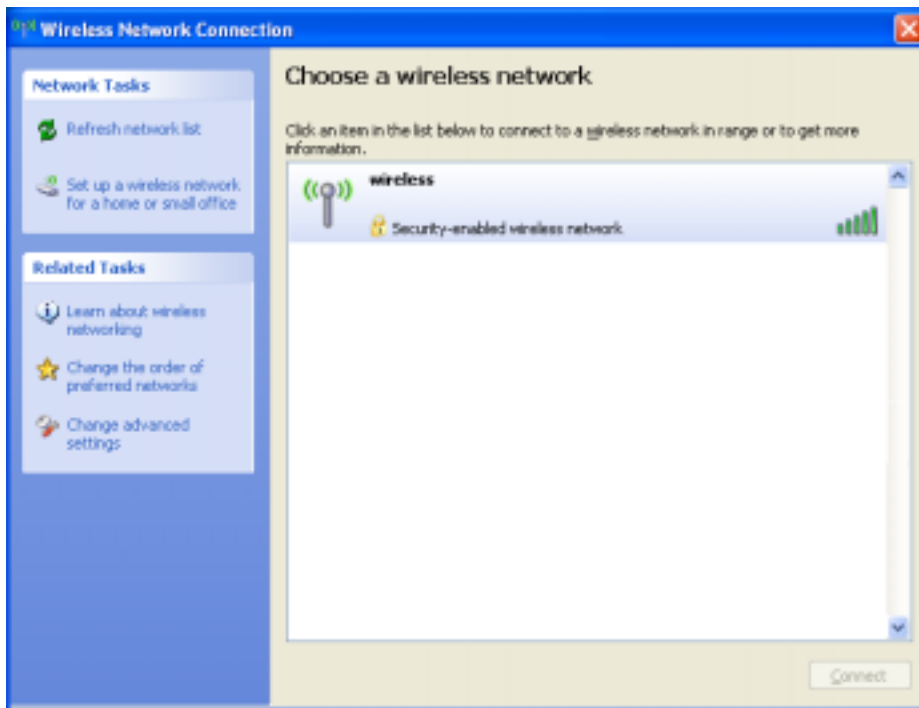 Wireless Network Connection
Network Tasks
Refresh network list
Set up a wireless network
for a home or small office
Related Tasks
Learn about wireless
networking
Change the order of
preferred networks
Change advanced
settings
Choose a wireless network
Click an item in the list below to connect to a wireless network in range or to get more
information.
wireless
Security-enabled wireless network
Connect